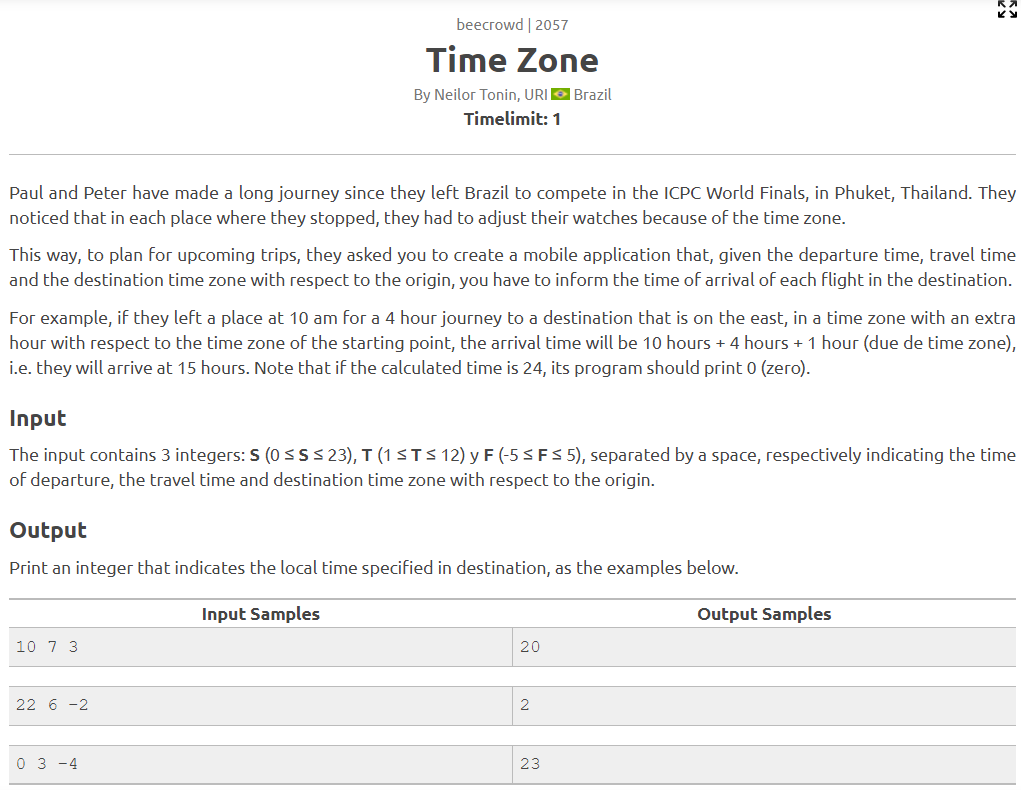 beecrowd | 2057
Time Zone
By Neilor Tonin, URI Brazil
Timelimit: 1
Paul and Peter have made a long journey since they left Brazil to compete in the ICPC World Finals, in Phuket, Thailand. They
noticed that in each place where they stopped, they had to adjust their watches because of the time zone.
This way, to plan for upcoming trips, they asked you to create a mobile application that, given the departure time, travel time
and the destination time zone with respect to the origin, you have to inform the time of arrival of each flight in the destination.
For example, if they left a place at 10 am for a 4 hour journey to a destination that is on the east, in a time zone with an extra
hour with respect to the time zone of the starting point, the arrival time will be 10 hours + 4 hours + 1 hour (due de time zone),
i.e. they will arrive at 15 hours. Note that if the calculated time is 24, its program should print 0 (zero).
Input
The input contains 3 integers: S (0 ≤ S ≤ 23), T (1 ≤ T ≤ 12) y F (-5 ≤ F ≤ 5), separated by a space, respectively indicating the time
of departure, the travel time and destination time zone with respect to the origin.
Output
Print an integer that indicates the local time specified in destination, as the examples below.
Input Samples Output Samples
10 7 3 20
22 6 -2 2
0 3 -4 23